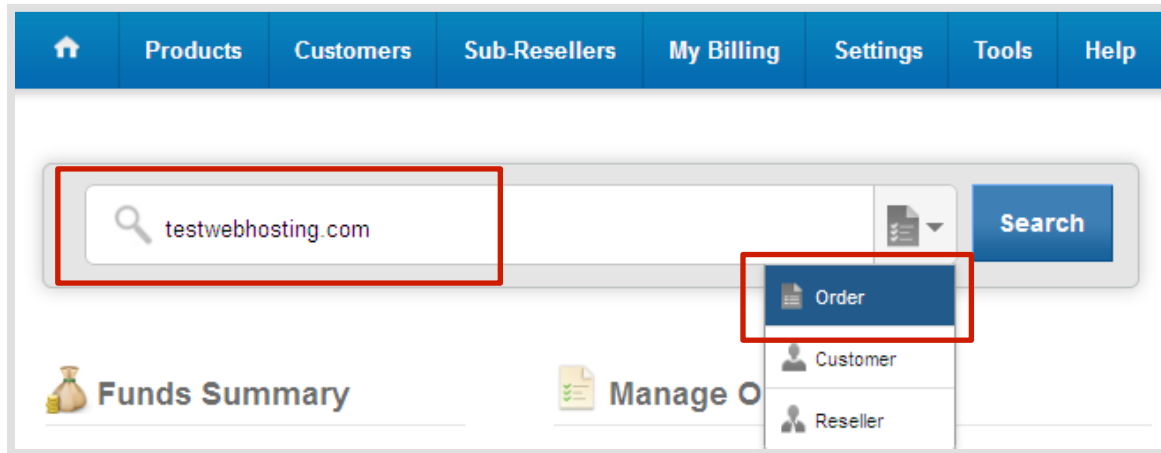 Products Customers Sub-Resellers My Billing Settings Tools Help
testwebhosting.com Search
Order
Customer
Funds Summary Manage O
Reseller